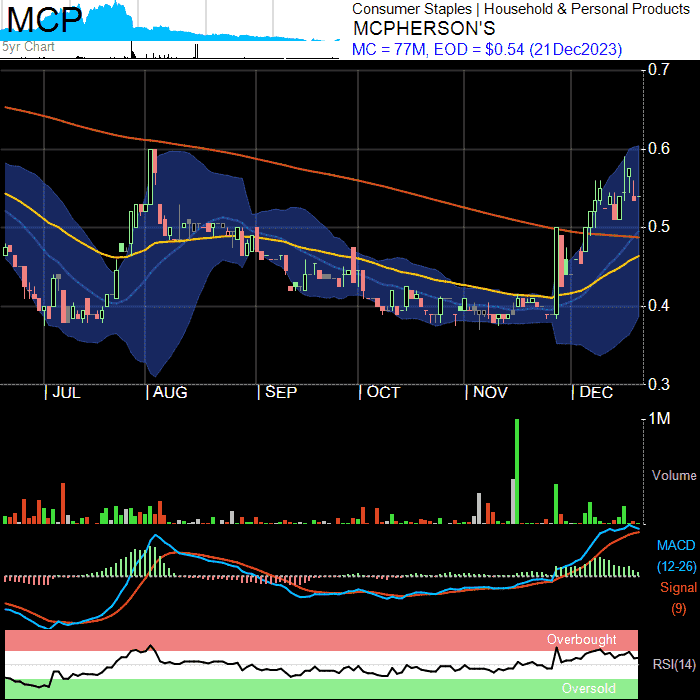 MCP
5yr Chart
Consumer Staples | Household & Personal Products
MCPHERSON'S
MC = 77M, EOD = $0.54 (21Dec2023)
0.7
0.6
0.5
0.4
0.3
JUL
AUG
SEP
OCT
NOV
DEC
1M
Volume
MACD
(12-26)
Signal
(9)
Overbought
RSI(14)
Oversold